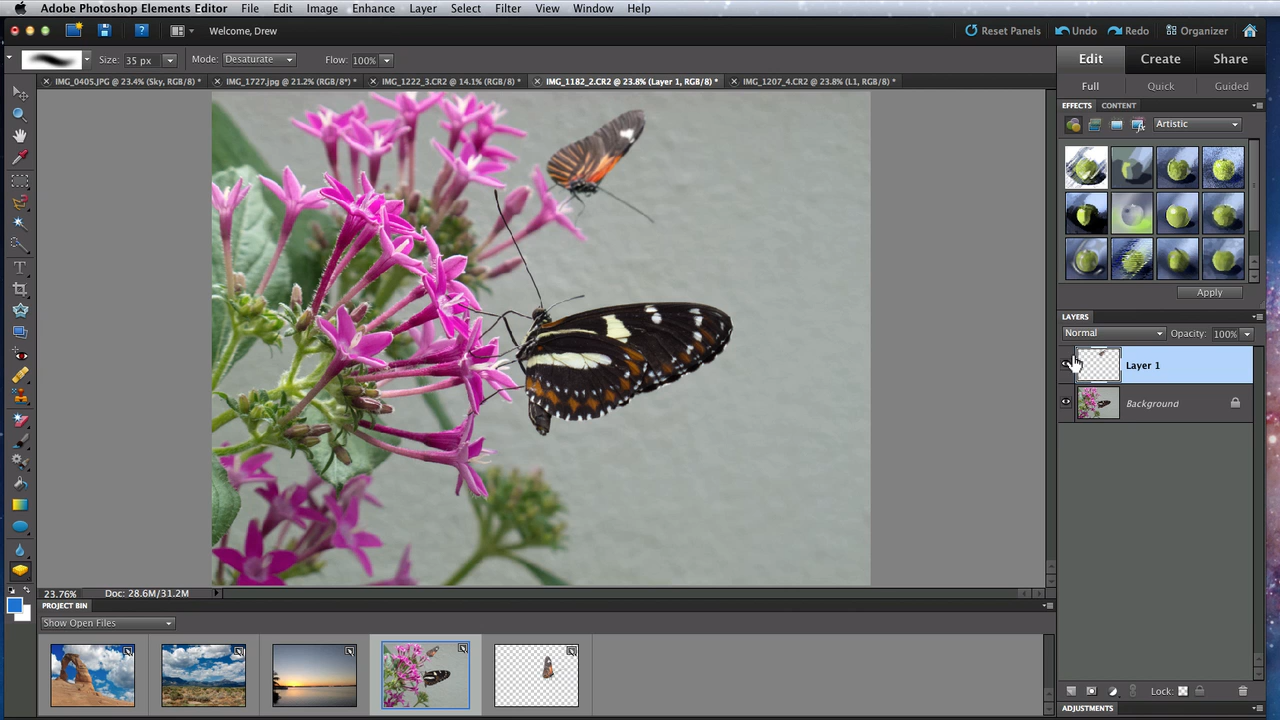 Adobe Photoshop Elements Editor File Edit Image Enhance Layer Select Filter View Window Help
? Welcome, Drew Reset Panels Undo Redo Organizer
Size: 35 px Mode: Desaturate Flow: 100%
Edit Create Share
IMG_0405.JPG @ 23.4% (Sky, RGB/8) * IMG_1727.jpg @ 21.2% (RGB/8*) * IMG_1222_3.CR2 @ 14.1% (RGB/8) * IMG_1182_2.CR2 @ 23.8% (Layer 1, RGB/8) * IMG_1207_4.CR2 @ 23.8% (L1, RGB/8) *
Full Quick Guided
EFFECTS CONTENT
Artistic
Apply
LAYERS
Normal Opacity: 100%
Layer 1
Background
T
23.76% Doc: 28.6M/31.2M
PROJECT BIN
Show Open Files
Lock:
ADJUSTMENTS